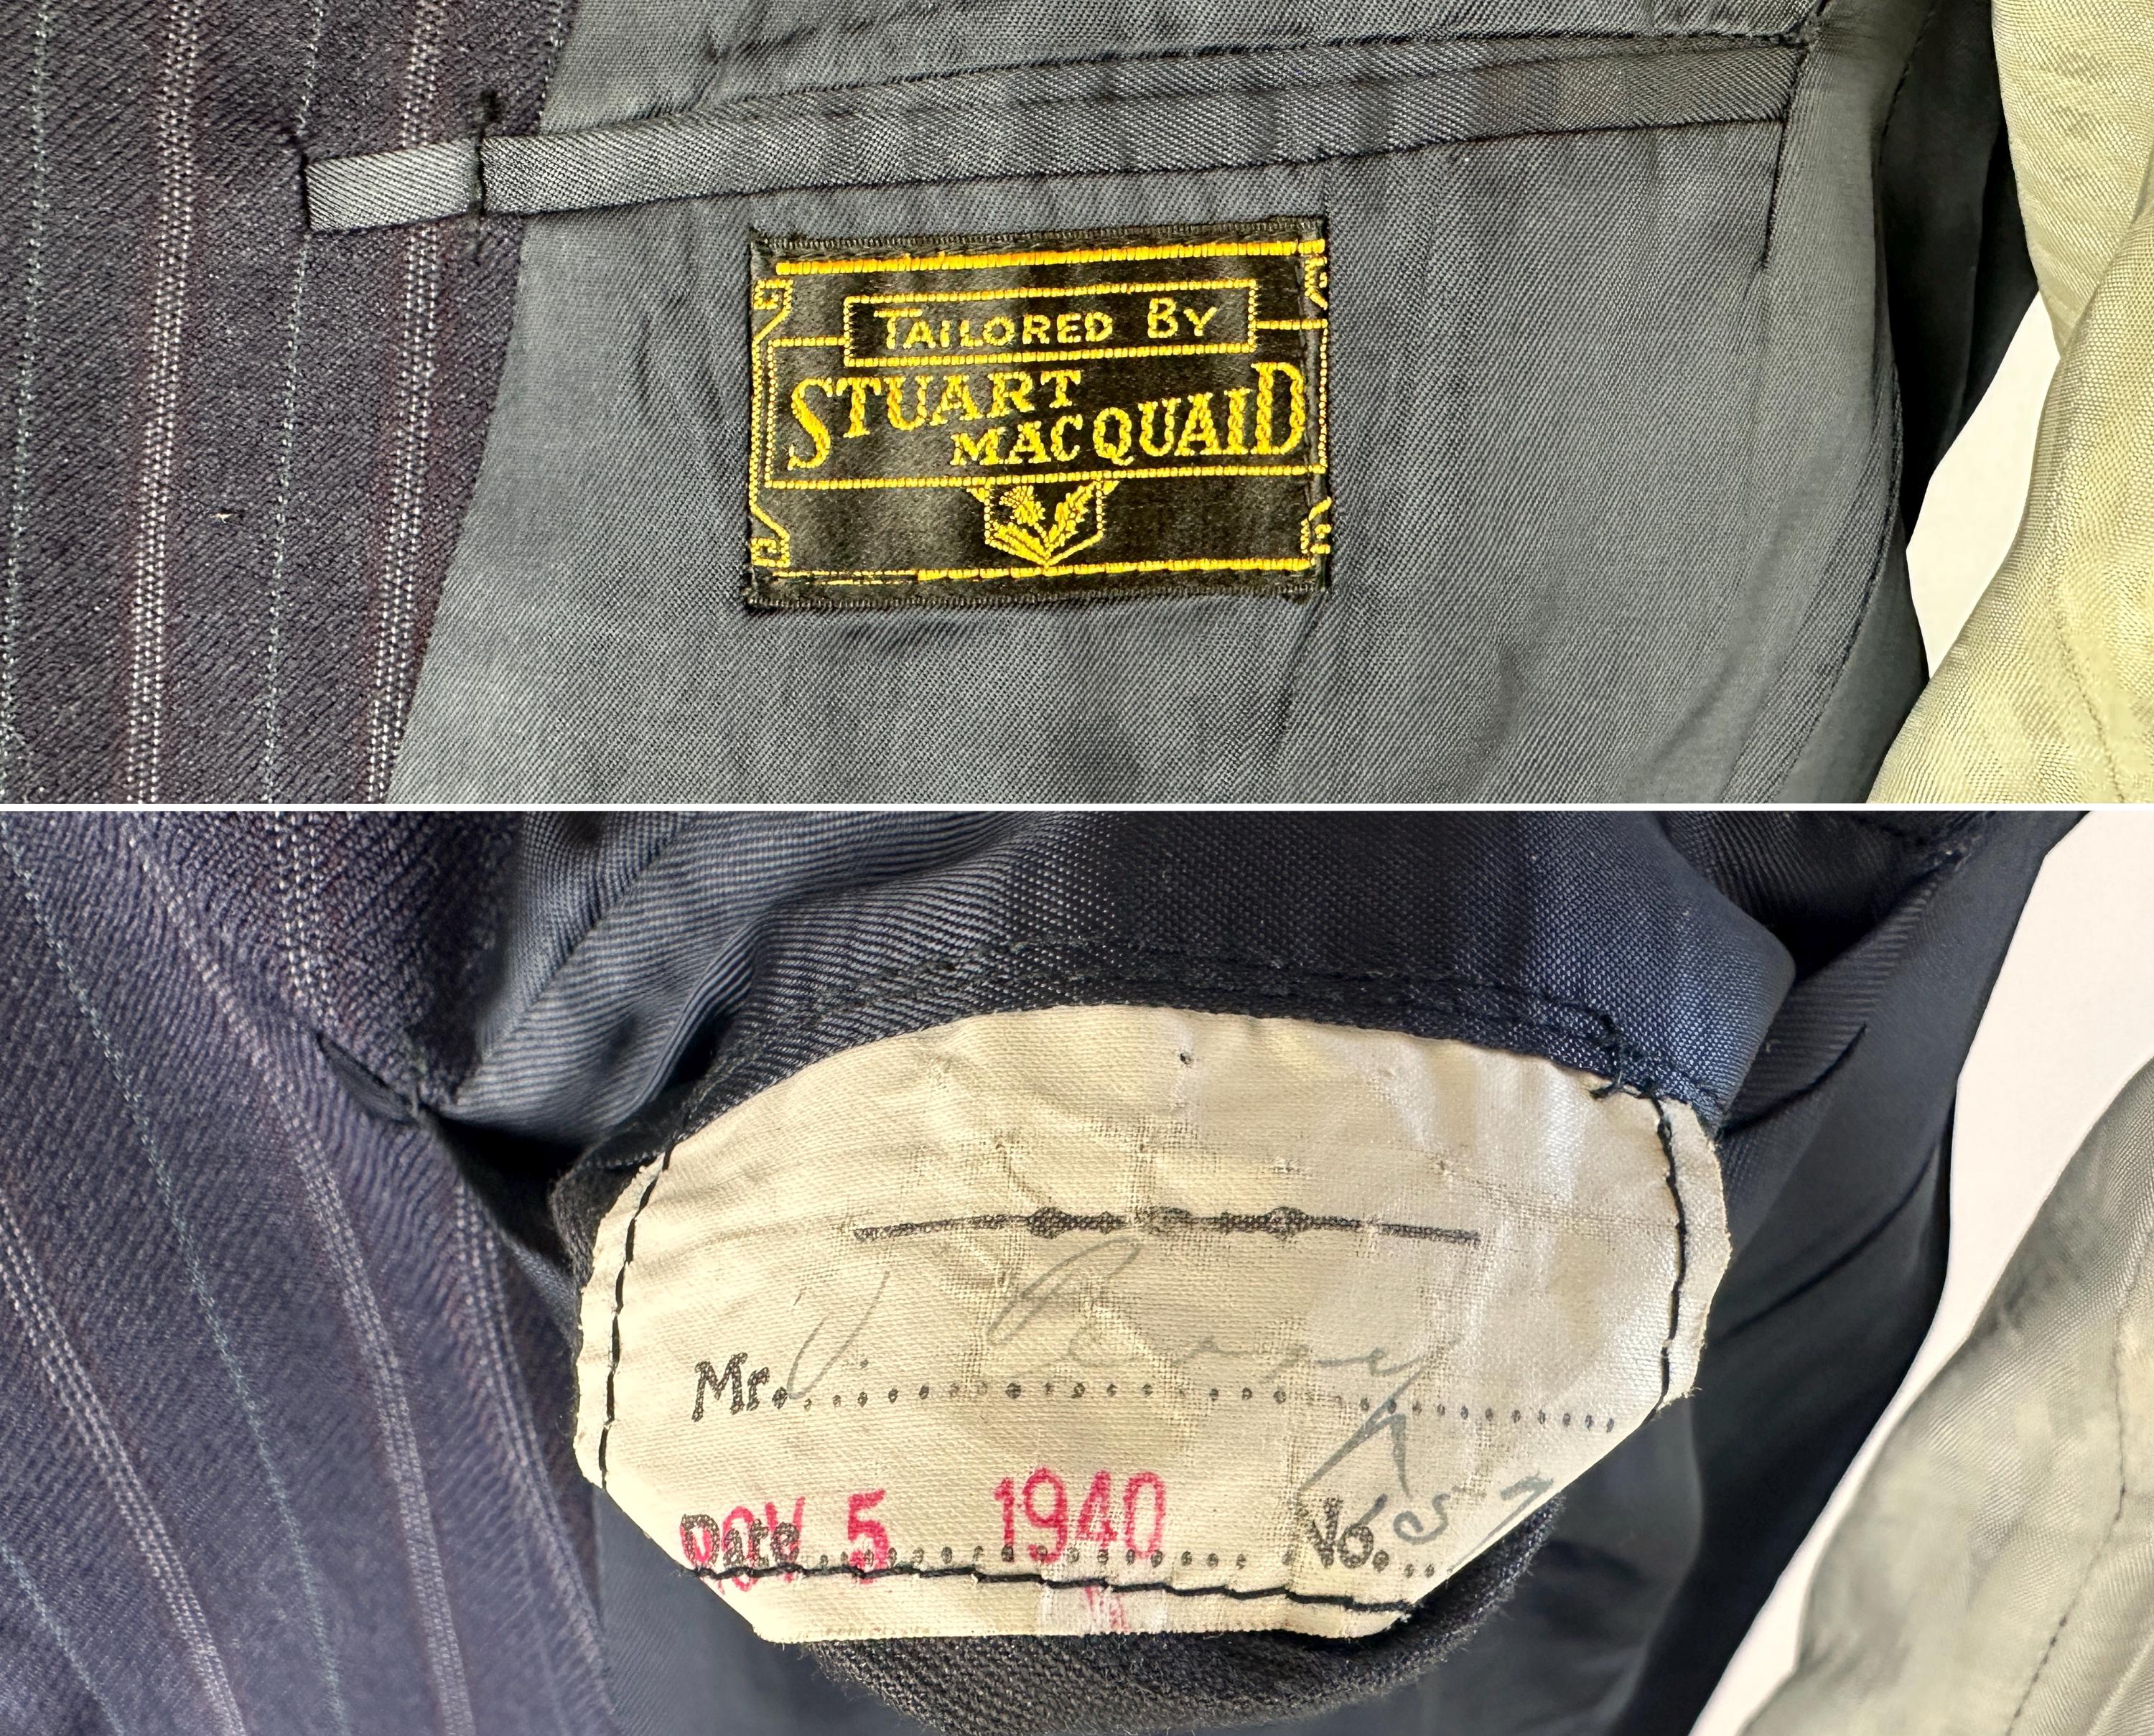 TAILORED BY
STUART
MACQUAID
Mr. J.
Date NOV 5 1940 No.